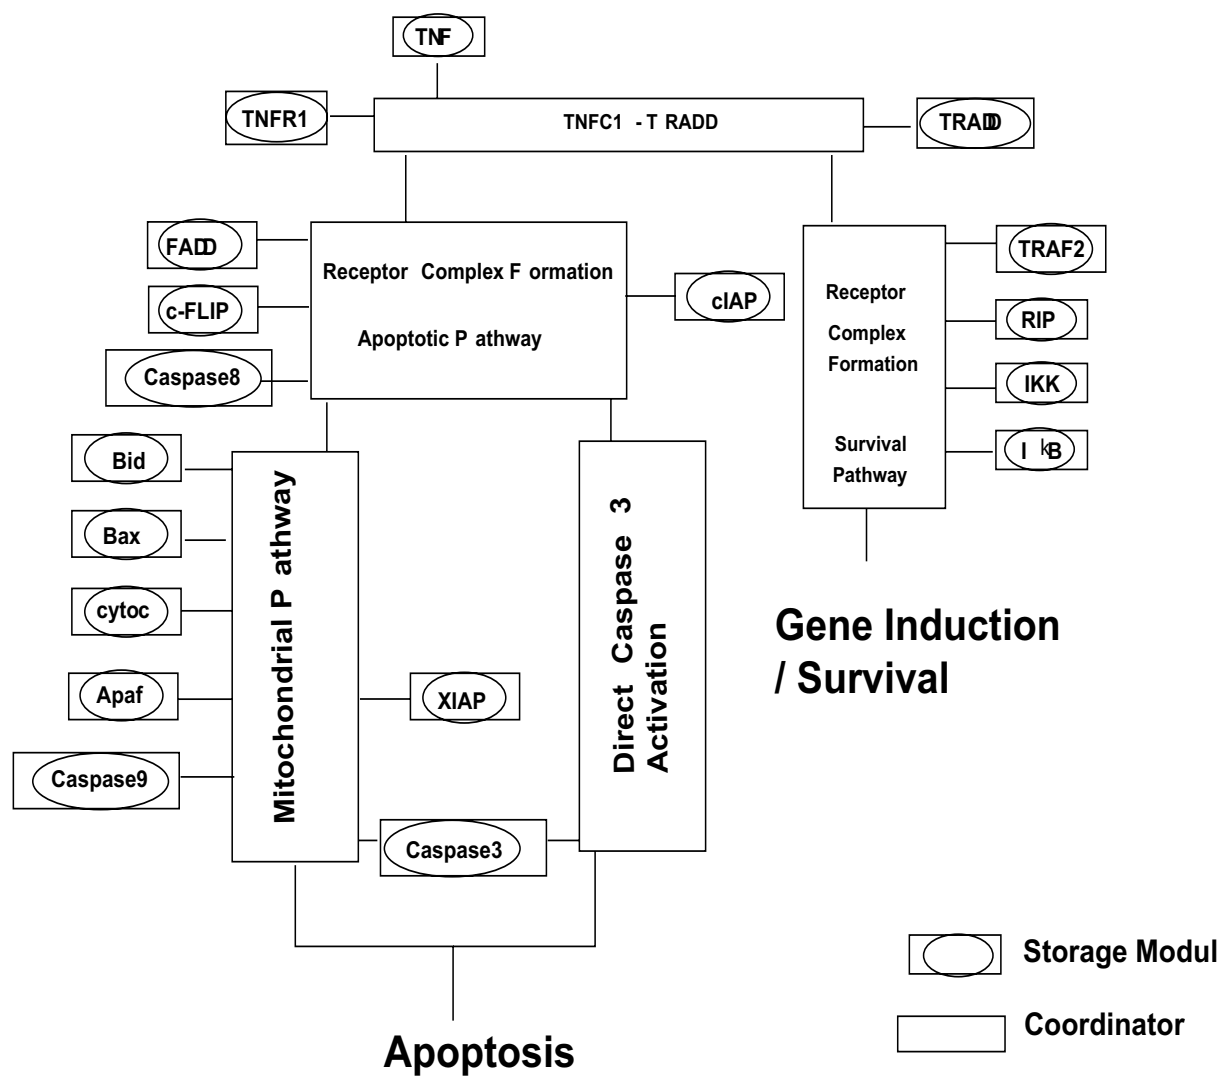 TNF
TNFR1
TNFC1 - T RADD
TRADD
FADD
Receptor Complex F ormation
Apoptotic P athway
c-FLIP
Caspase8
cIAP
Receptor
Complex
Formation
Survival
Pathway
TRAF2
RIP
IKK
I kB
Bid
Bax
cytoc
Apaf
Caspase9
Mitochondrial P athway
XIAP
Caspase3
Direct Caspase 3
Activation
Gene Induction
/ Survival
Apoptosis
Storage Modul
Coordinator